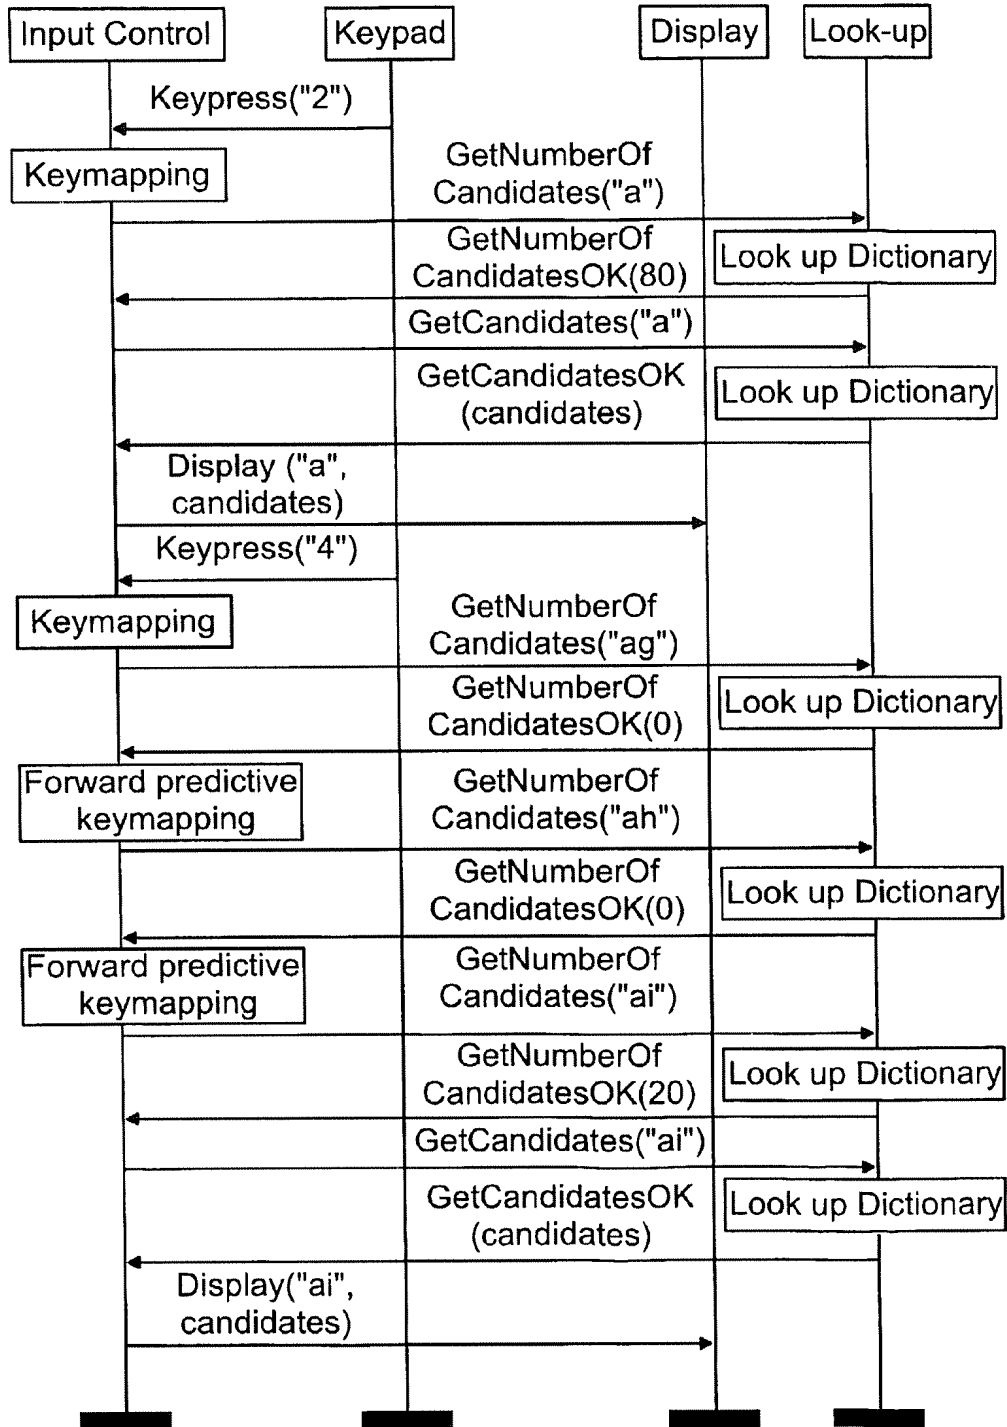 Input Control
Keypad
Display
Look-up
Keypress("2")
Keymapping
GetNumberOf
Candidates("a")
GetNumberOf
CandidatesOK(80)
Look up Dictionary
GetCandidates("a")
GetCandidatesOK
(candidates)
Look up Dictionary
Display ("a",
candidates)
Keypress("4")
Keymapping
GetNumberOf
Candidates("ag")
GetNumberOf
CandidatesOK(0)
Look up Dictionary
Forward predictive
keymapping
GetNumberOf
Candidates("ah")
GetNumberOf
CandidatesOK(0)
Look up Dictionary
Forward predictive
keymapping
GetNumberOf
Candidates("ai")
GetNumberOf
CandidatesOK(20)
Look up Dictionary
GetCandidates("ai")
GetCandidatesOK
(candidates)
Look up Dictionary
Display("ai",
candidates)